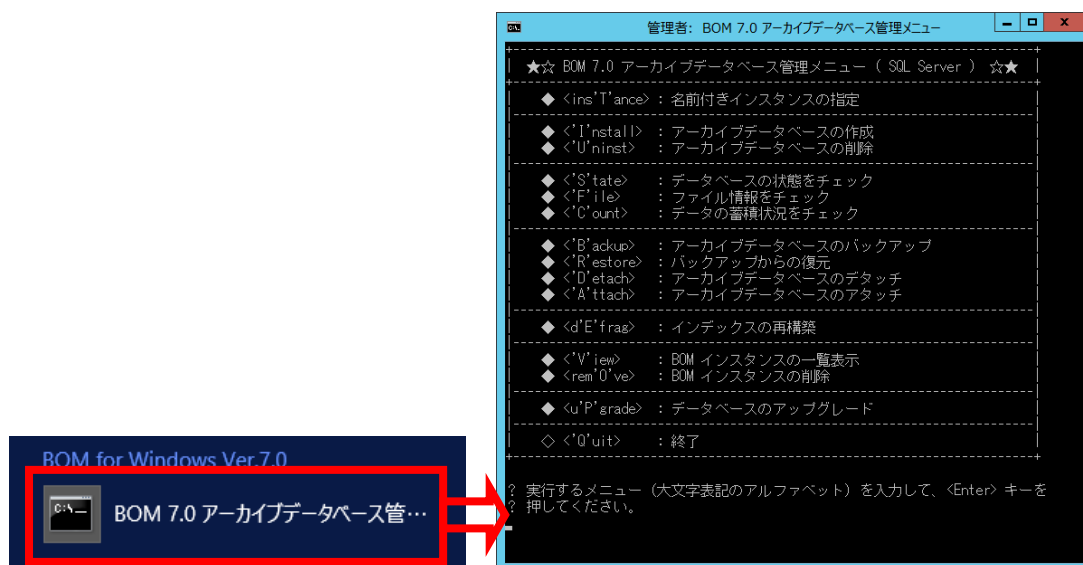 管理者: BOM 7.0 アーカイブデータベース管理メニュー
★☆ BOM 7.0 アーカイブデータベース管理メニュー ( SQL Server ) ☆★
◆ <ins'T'ance> : 名前付きインスタンスの指定
◆ <'I'nstall> : アーカイブデータベースの作成
◆ <'U'ninst> : アーカイブデータベースの削除
◆ <'S'tate> : データベースの状態をチェック
◆ <'F'ile> : ファイル情報をチェック
◆ <'C'ount> : データの蓄積状況をチェック
◆ <'B'ackup> : アーカイブデータベースのバックアップ
◆ <'R'estore> : バックアップからの復元
◆ <'D'etach> : アーカイブデータベースのデタッチ
◆ <'A'ttach> : アーカイブデータベースのアタッチ
◆ <d'E'frag> : インデックスの再構築
◆ <'V'iew> : BOM インスタンスの一覧表示
◆ <rem'O've> : BOM インスタンスの削除
◆ <u'P'grade> : データベースのアップグレード
◇ <'Q'uit> : 終了
? 実行するメニュー (大文字表記のアルファベット) を入力して、<Enter> キーを
? 押してください。
BOM for Windows Ver.7.0
BOM 7.0 アーカイブデータベース管…